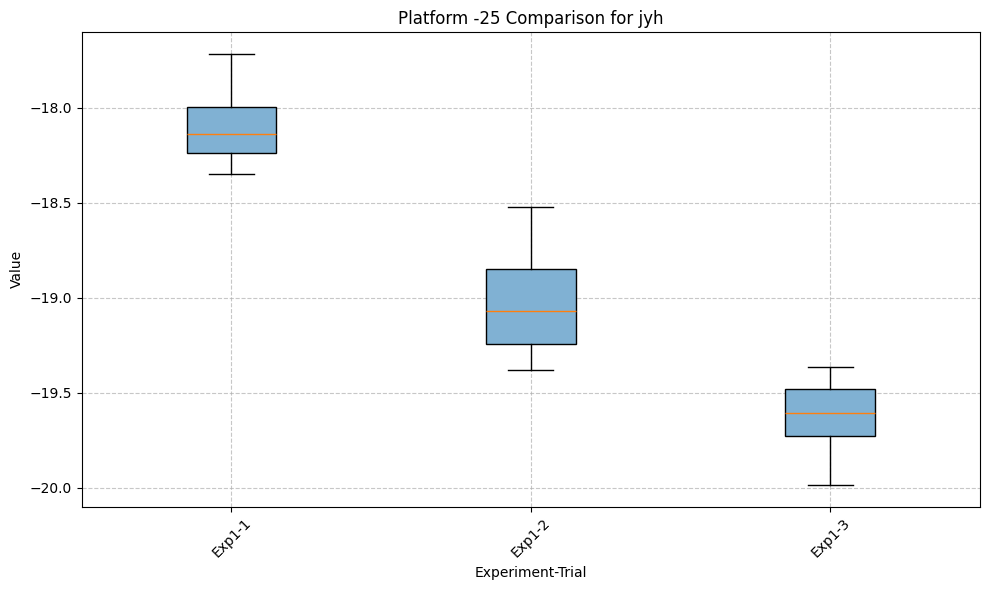 Platform -25 Comparison for jyh
Value
−18.0
−18.5
−19.0
−19.5
−20.0
Exp1-1
Exp1-2
Exp1-3
Experiment-Trial